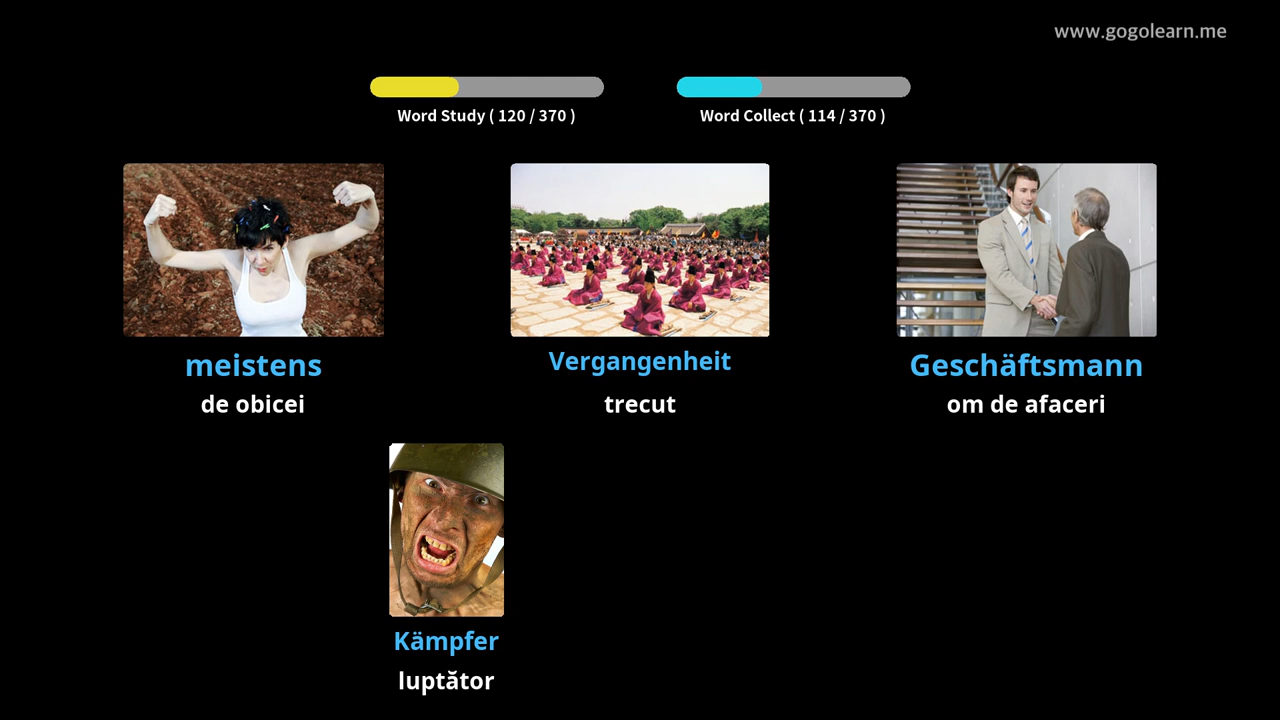 www.gogolearn.me
Word Study ( 120 / 370 )
Word Collect ( 114 / 370 )
meistens
de obicei
Vergangenheit
trecut
Geschäftsmann
om de afaceri
Kämpfer
luptător